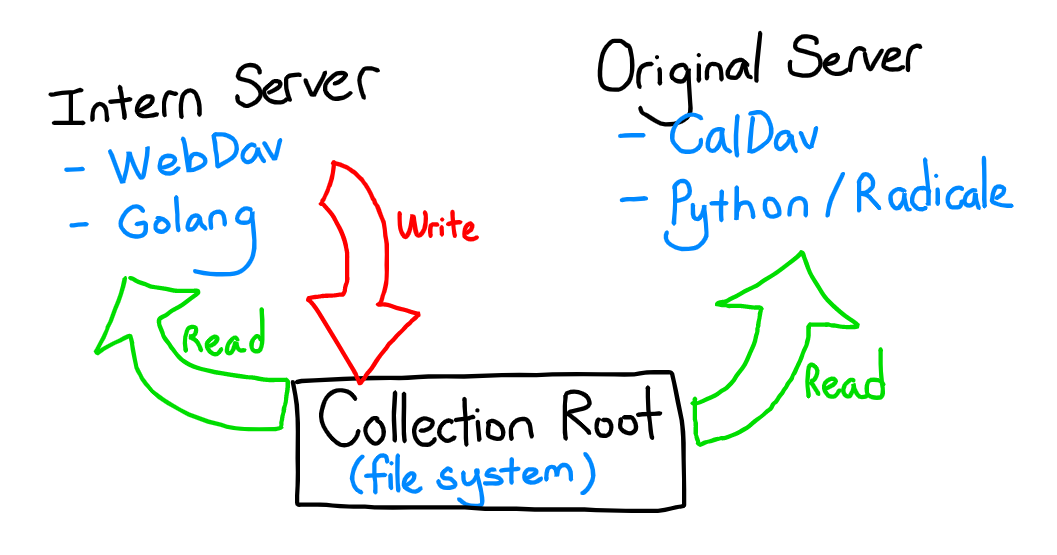 Intern Server
- WebDav
- Golang
Write
Read
Original Server
- CalDav
- Python / Radicale
Read
Collection Root
(file system)